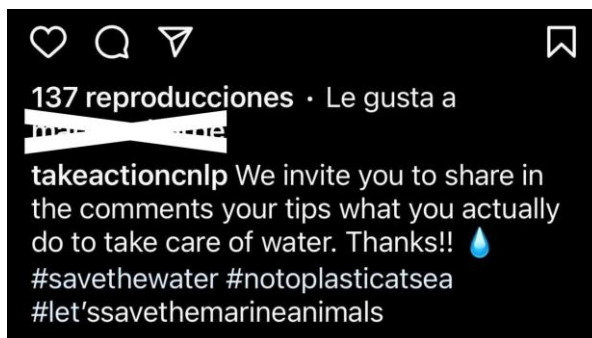 137 reproducciones · Le gusta a
takeactioncnlp We invite you to share in
the comments your tips what you actually
do to take care of water. Thanks!! 💧
#savethewater #notoplasticatsea
#let'ssavethemarineanimals